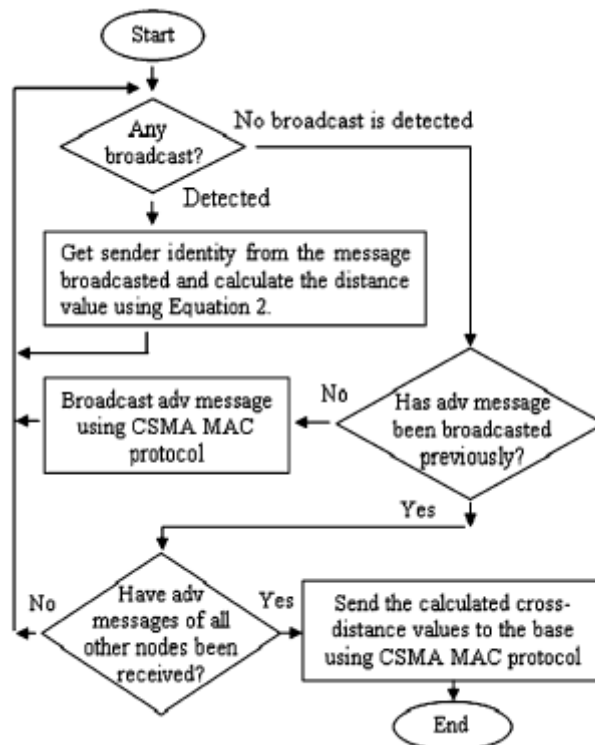 Start
Any
broadcast?
No broadcast is detected
Detected
Get sender identity from the message
broadcasted and calculate the distance
value using Equation 2.
Broadcast adv message
using CSMA MAC
protocol
No
Has adv message
been broadcasted
previously?
Yes
No
Have adv
messages of all
other nodes been
received?
Yes
Send the calculated cross-
distance values to the base
using CSMA MAC protocol
End